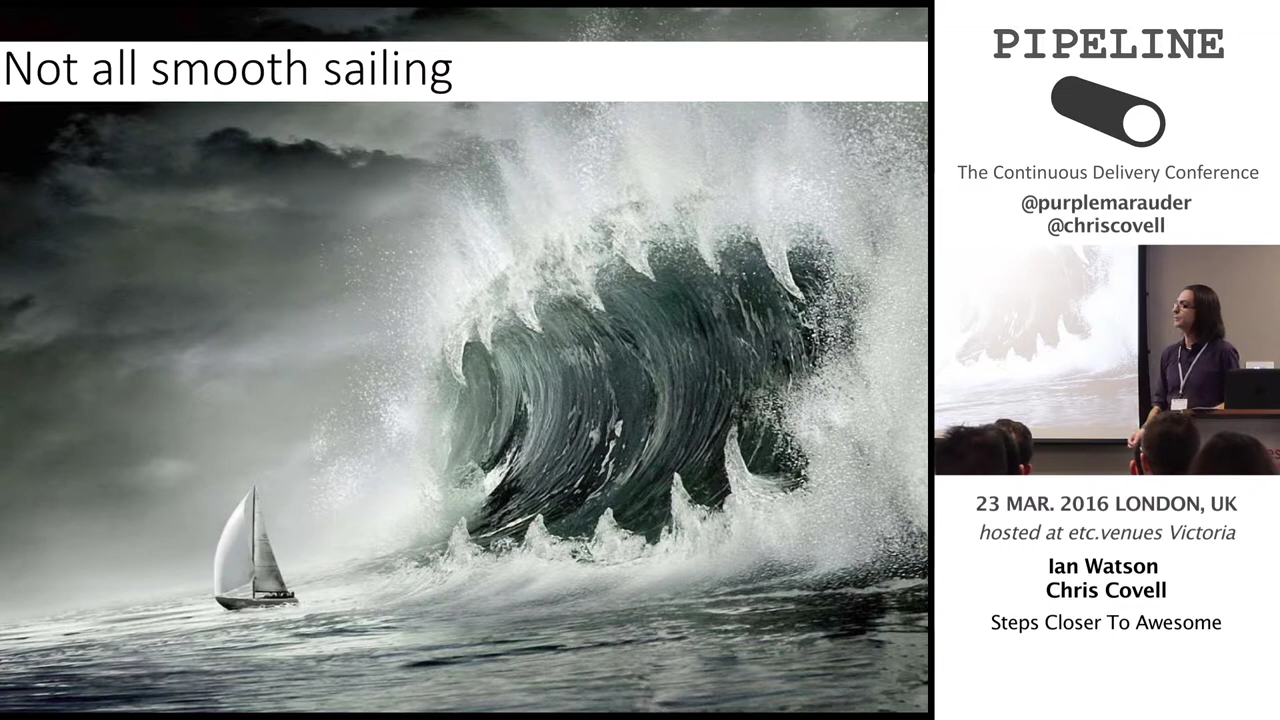 Not all smooth sailing
PIPELINE
The Continuous Delivery Conference
@purplemarauder
@chriscovell
23 MAR. 2016 LONDON, UK
hosted at etc.venues Victoria
Ian Watson
Chris Covell
Steps Closer To Awesome